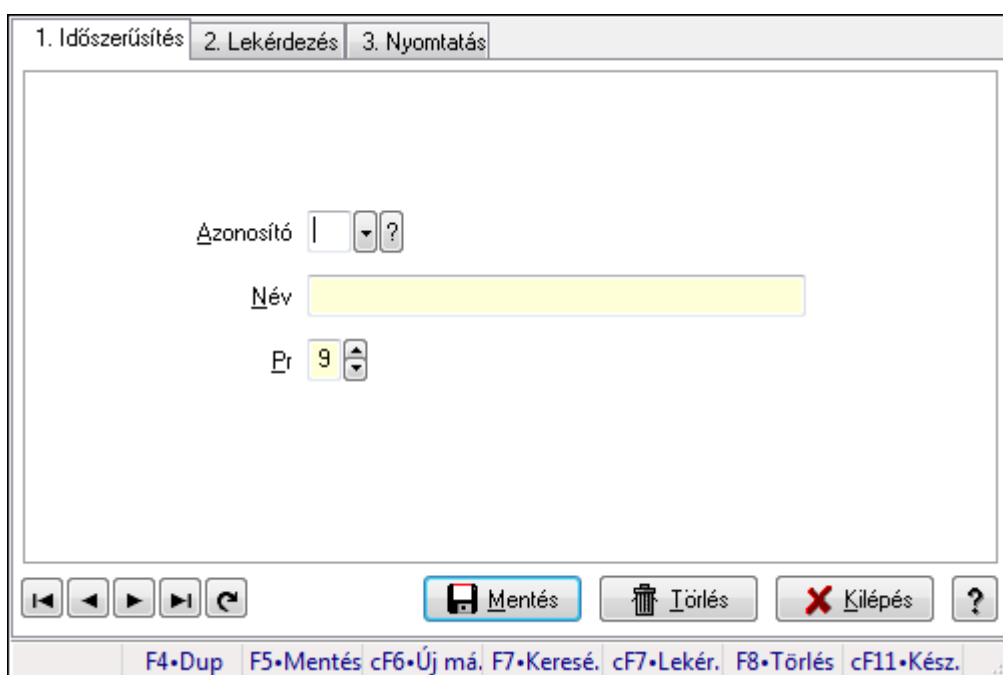 1. Időszerűsítés 2. Lekérdezés 3. Nyomtatás
Azonosító ?
Név
Pr 9
Mentés Törlés Kilépés ?
F4•Dup F5•Mentés cF6•Új má. F7•Keresé. cF7•Lekér. F8•Törlés cF11•Kész.